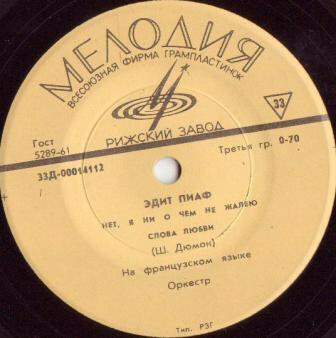 МЕЛОДИЯ
ВСЕСОЮЗНАЯ ФИРМА ГРАМПЛАСТИНОК
33
РИЖСКИЙ ЗАВОД
Гост
5289-61
Третья гр. 0-70
33Д-00014112
ЭДИТ ПИАФ
НЕТ, Я НИ О ЧЕМ НЕ ЖАЛЕЮ
СЛОВА ЛЮБВИ
(Ш. Дюмон)
На французском языке
Оркестр
Тип. РЗГ